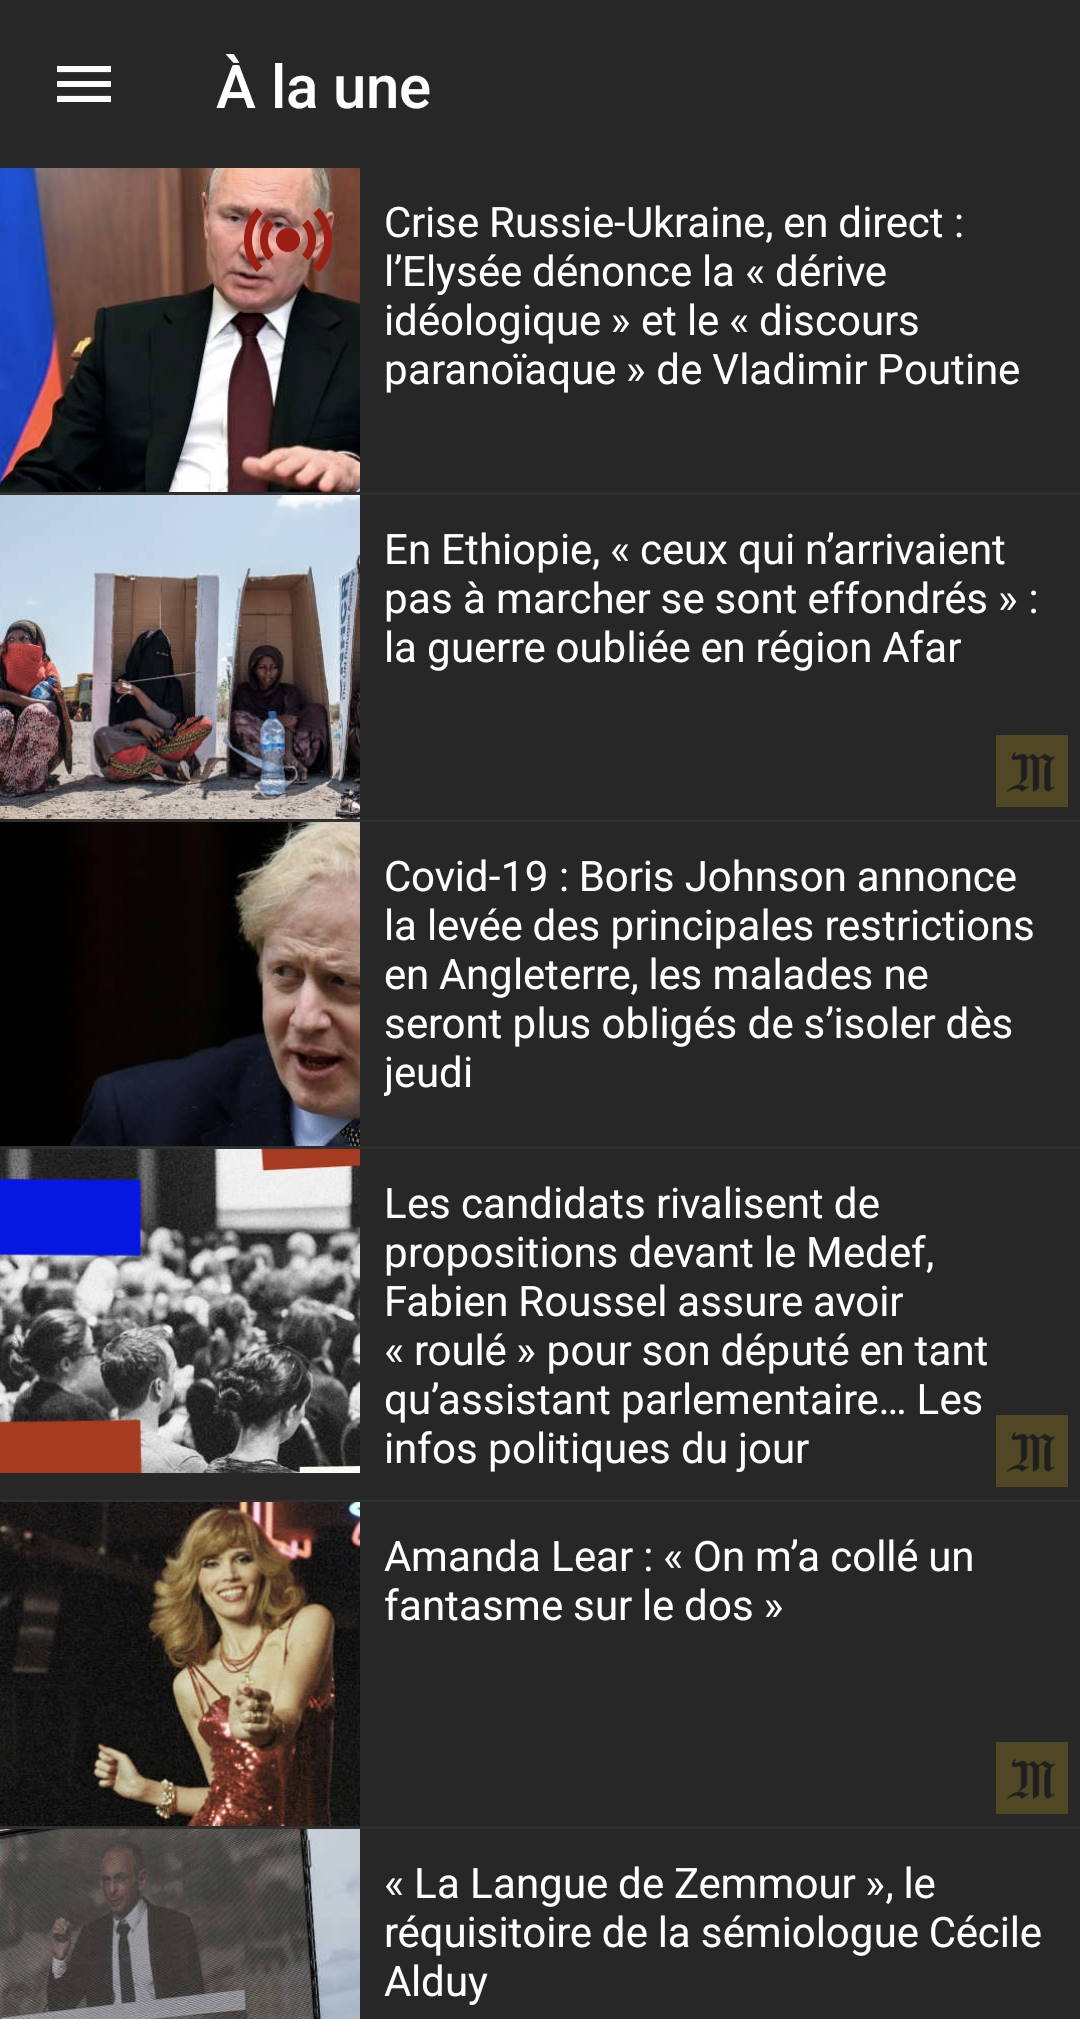 À la une
Crise Russie-Ukraine, en direct :
l’Elysée dénonce la « dérive
idéologique » et le « discours
paranoïaque » de Vladimir Poutine
En Ethiopie, « ceux qui n’arrivaient
pas à marcher se sont effondrés » :
la guerre oubliée en région Afar
M
Covid-19 : Boris Johnson annonce
la levée des principales restrictions
en Angleterre, les malades ne
seront plus obligés de s’isoler dès
jeudi
Les candidats rivalisent de
propositions devant le Medef,
Fabien Roussel assure avoir
« roulé » pour son député en tant
qu’assistant parlementaire… Les
infos politiques du jour
M
Amanda Lear : « On m’a collé un
fantasme sur le dos »
M
« La Langue de Zemmour », le
réquisitoire de la sémiologue Cécile
Alduy